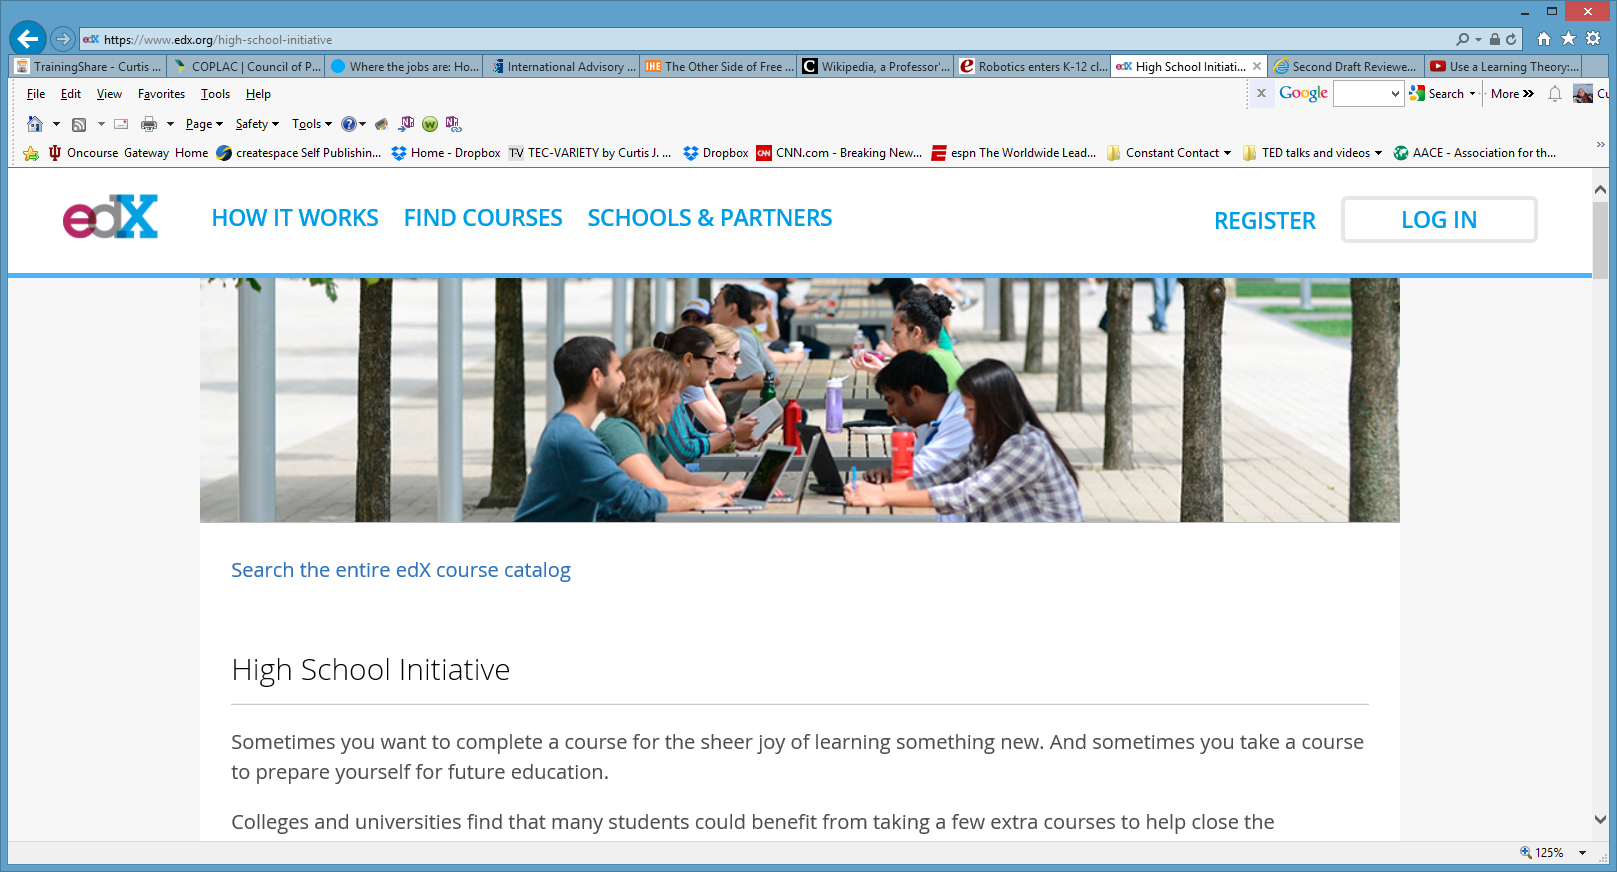 edX https://www.edx.org/high-school-initiative
TrainingShare - Curtis ...
COPLAC | Council of P...
Where the jobs are: Ho...
International Advisory ...
IHE The Other Side of Free ...
C Wikipedia, a Professor'...
e Robotics enters K-12 cl...
edX High School Initiati...
Second Draft Reviewe...
Use a Learning Theory:...
File Edit View Favorites Tools Help
x Google Search More »
Page Safety Tools
Oncourse Gateway Home createspace Self Publishin... Home - Dropbox TV TEC-VARIETY by Curtis J. ... Dropbox CNN CNN.com - Breaking New... E espn The Worldwide Lead... Constant Contact TED talks and videos AACE - Association for th... »
edX HOW IT WORKS FIND COURSES SCHOOLS & PARTNERS REGISTER LOG IN
Search the entire edX course catalog
High School Initiative
Sometimes you want to complete a course for the sheer joy of learning something new. And sometimes you take a course
to prepare yourself for future education.
Colleges and universities find that many students could benefit from taking a few extra courses to help close the
125%